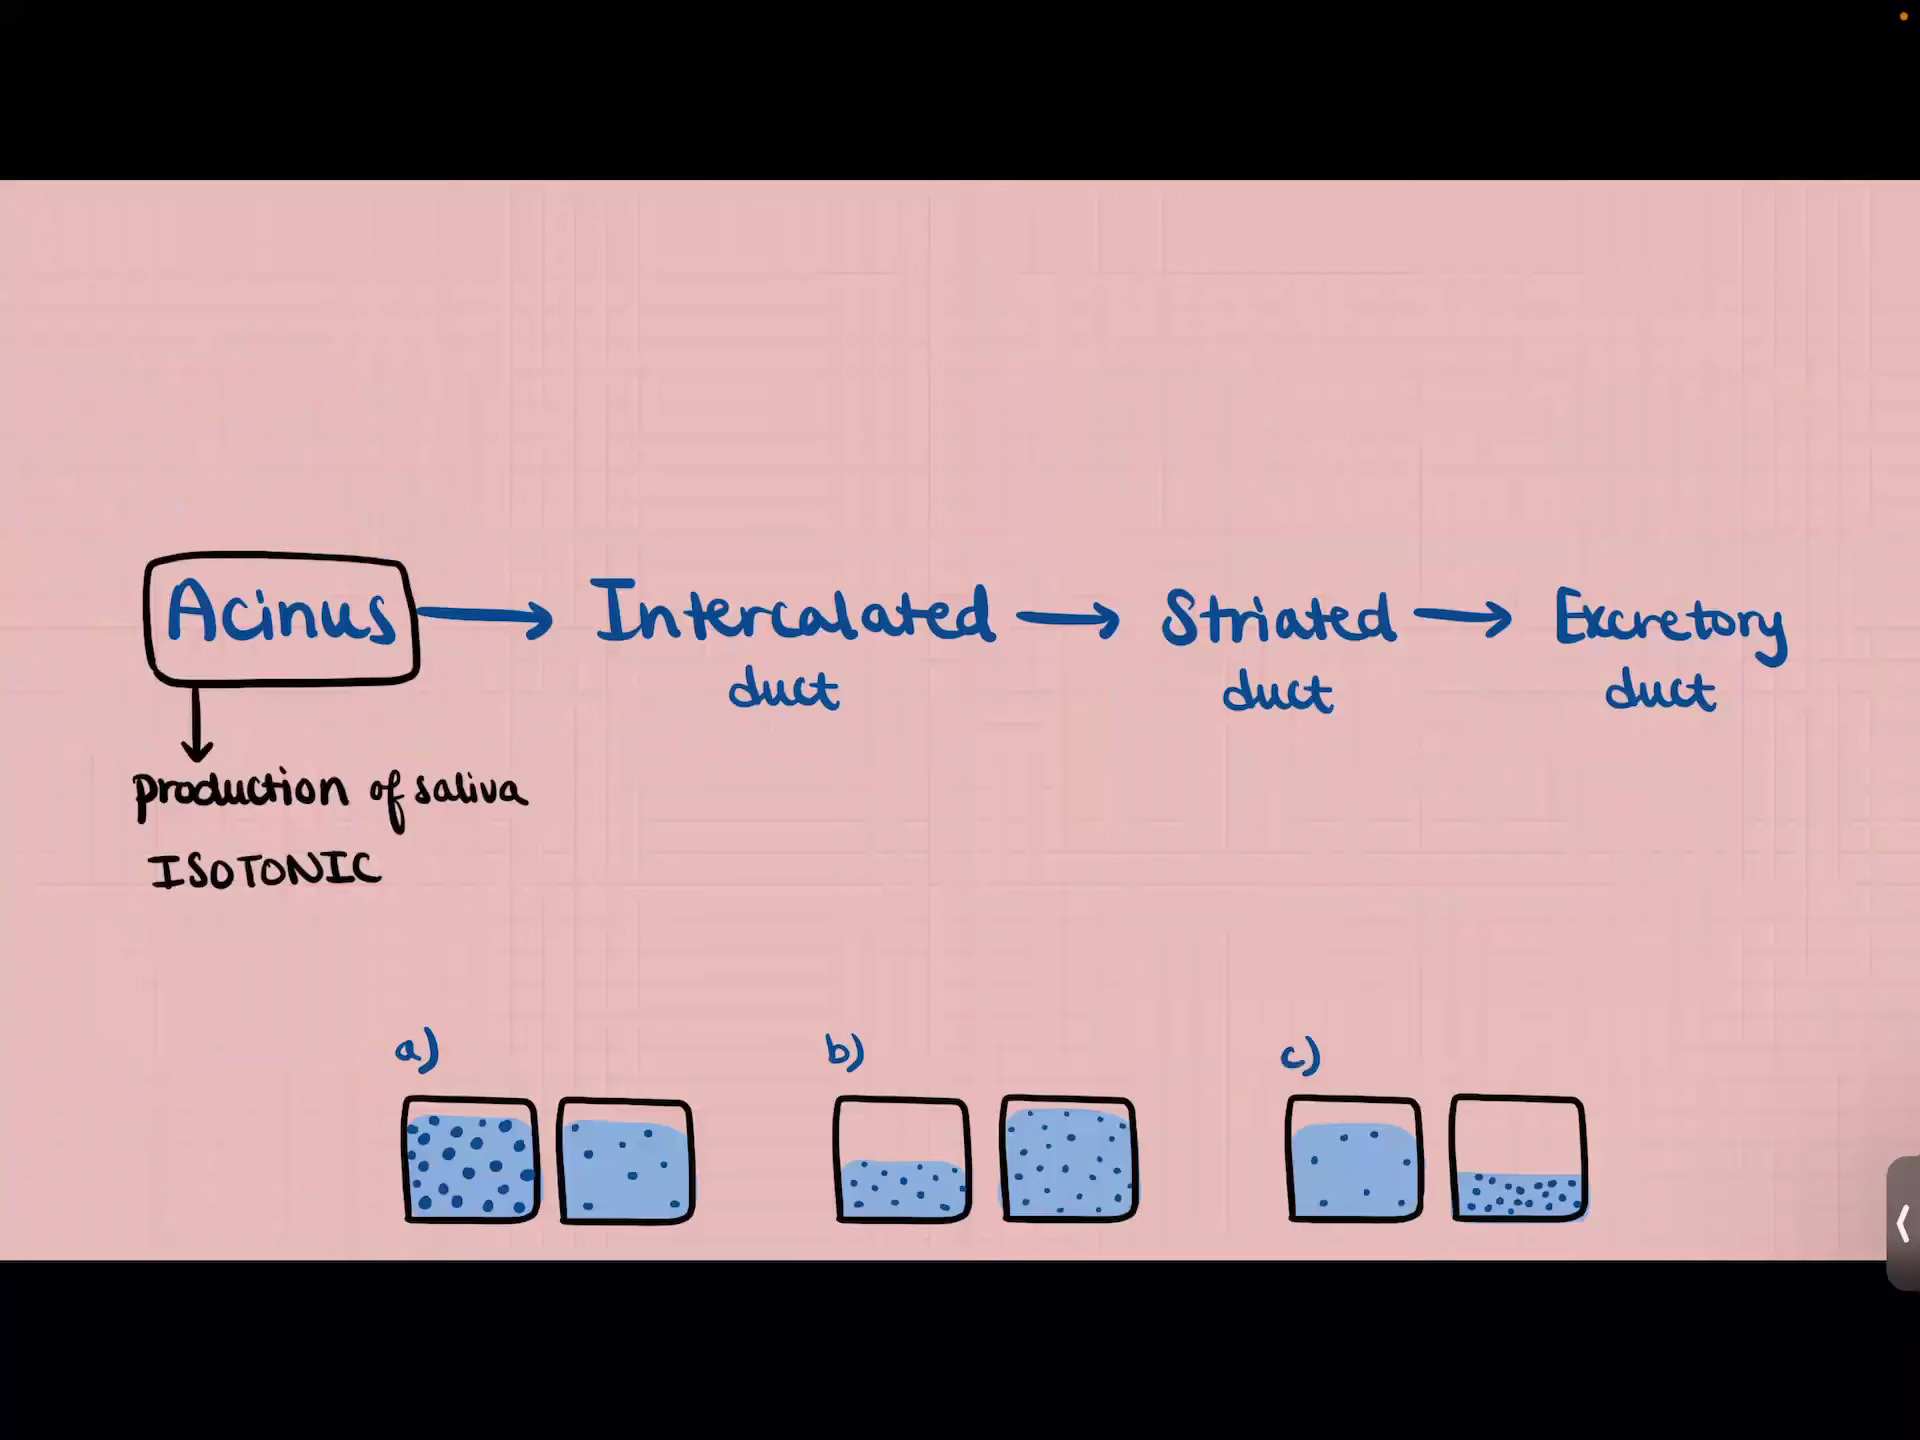 Acinus → Intercalated duct → Striated duct → Excretory duct
production of saliva
ISOTONIC
a) b) c)